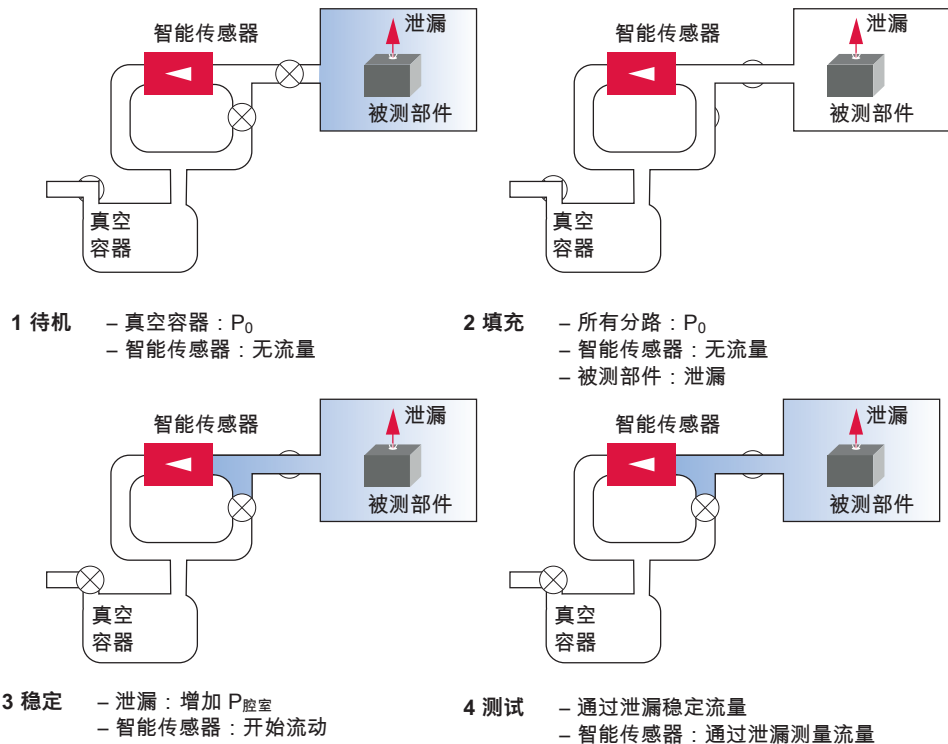 智能传感器
泄漏
被测部件
真空
容器
智能传感器
泄漏
被测部件
真空
容器
1 待机 – 真空容器：P0
– 智能传感器：无流量
2 填充 – 所有分路：P0
– 智能传感器：无流量
– 被测部件：泄漏
智能传感器
泄漏
被测部件
真空
容器
智能传感器
泄漏
被测部件
真空
容器
3 稳定 – 泄漏：增加 P腔室
– 智能传感器：开始流动
4 测试 – 通过泄漏稳定流量
– 智能传感器：通过泄漏测量流量